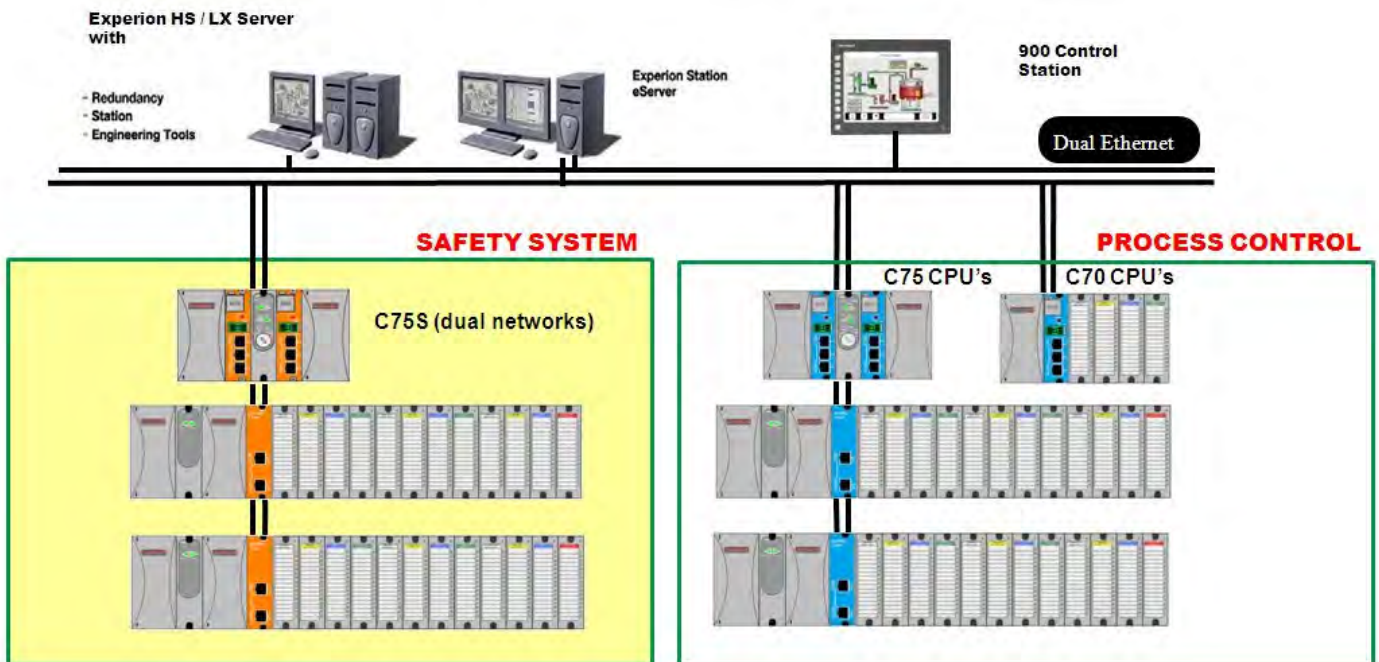 Experion HS / LX Server
with
- Redundancy
- Station
- Engineering Tools
Experion Station
eServer
900 Control
Station
Dual Ethernet
SAFETY SYSTEM
PROCESS CONTROL
C75S (dual networks)
C75 CPU's
C70 CPU's